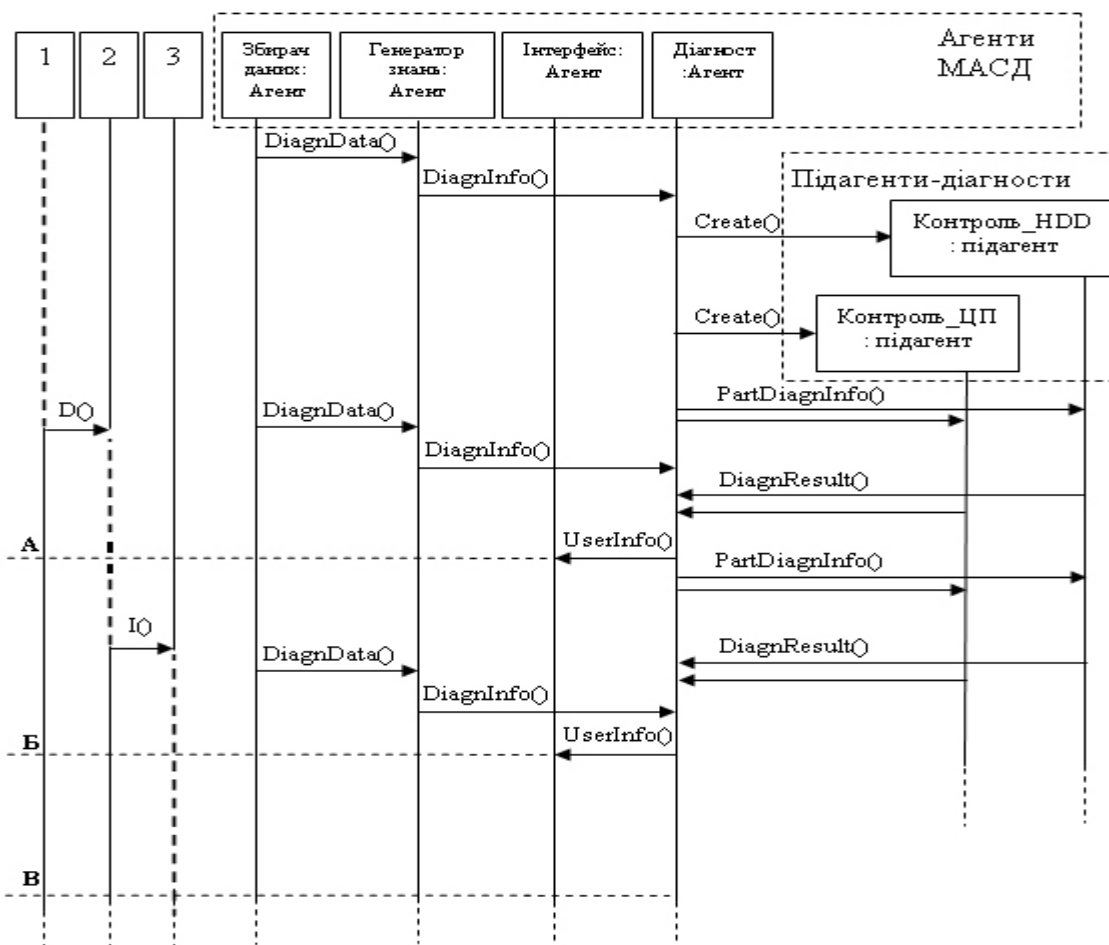 1
2
3
Збирач
даних:
Агент
Генератор
знань:
Агент
Інтерфейс:
Агент
Діагност
:Агент
Агенти
МАСД
DiagnData()
DiagnInfo()
Підагенти-діагности
Create()
Контроль_HDD
: підагент
Create()
Контроль_ЦП
: підагент
D()
DiagnData()
PartDiagnInfo()
DiagnInfo()
DiagnResult()
А
UserInfo()
PartDiagnInfo()
I()
DiagnData()
DiagnResult()
DiagnInfo()
Б
UserInfo()
В